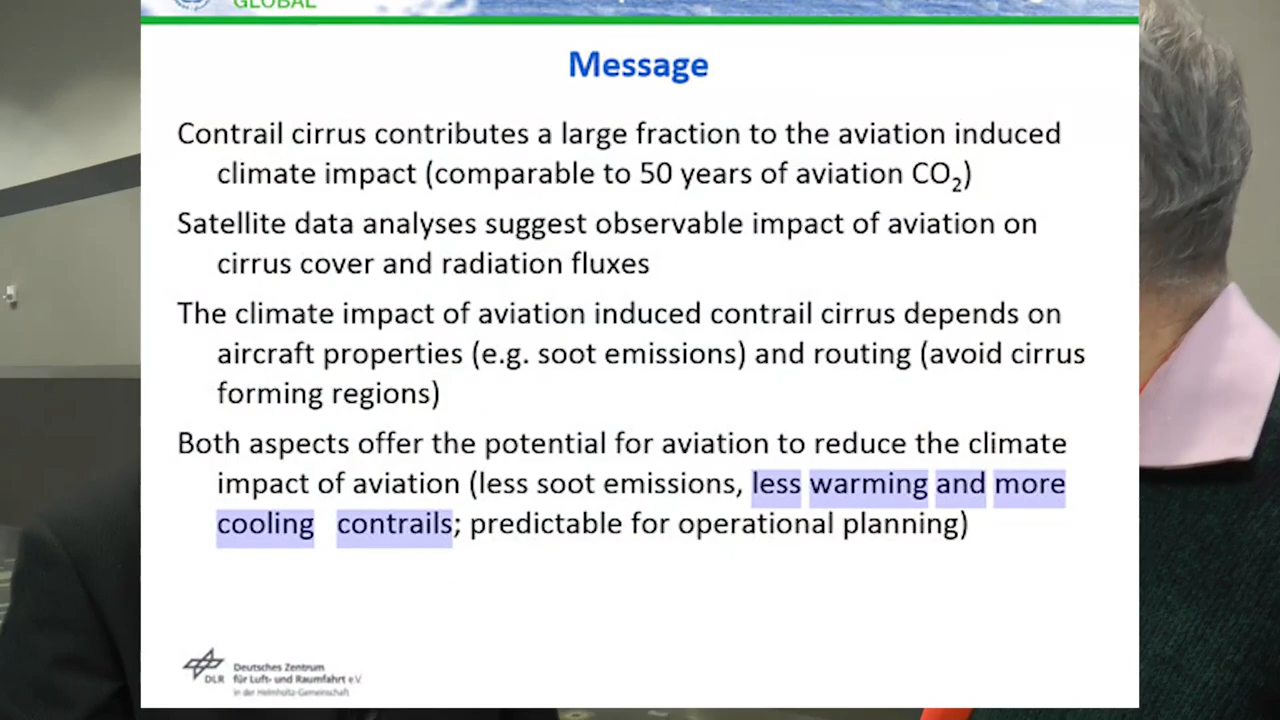 GLOBAL
Message
Contrail cirrus contributes a large fraction to the aviation induced
climate impact (comparable to 50 years of aviation CO₂)
Satellite data analyses suggest observable impact of aviation on
cirrus cover and radiation fluxes
The climate impact of aviation induced contrail cirrus depends on
aircraft properties (e.g. soot emissions) and routing (avoid cirrus
forming regions)
Both aspects offer the potential for aviation to reduce the climate
impact of aviation (less soot emissions, less warming and more
cooling contrails; predictable for operational planning)
DLR
Deutsches Zentrum
für Luft- und Raumfahrt e.V.
in der Helmholtz-Gemeinschaft